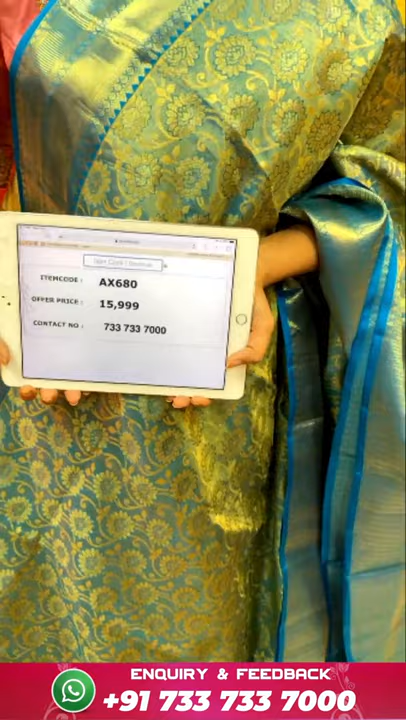 ITEMCODE : AX680
OFFER PRICE : 15,999
CONTACT NO : 733 733 7000
ENQUIRY & FEEDBACK
+91 733 733 7000